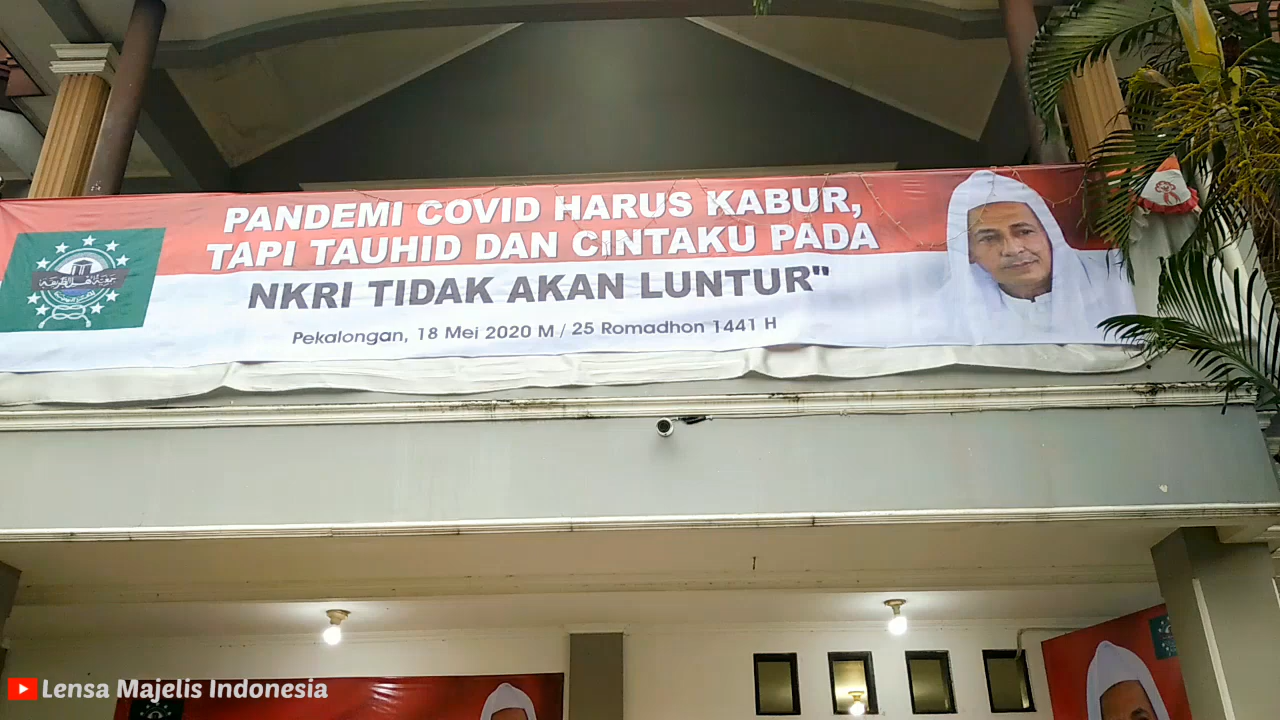 PANDEMI COVID HARUS KABUR,
TAPI TAUHID DAN CINTAKU PADA
NKRI TIDAK AKAN LUNTUR"
Pekalongan, 18 Mei 2020 M / 25 Romadhon 1441 H
Lensa Majelis Indonesia